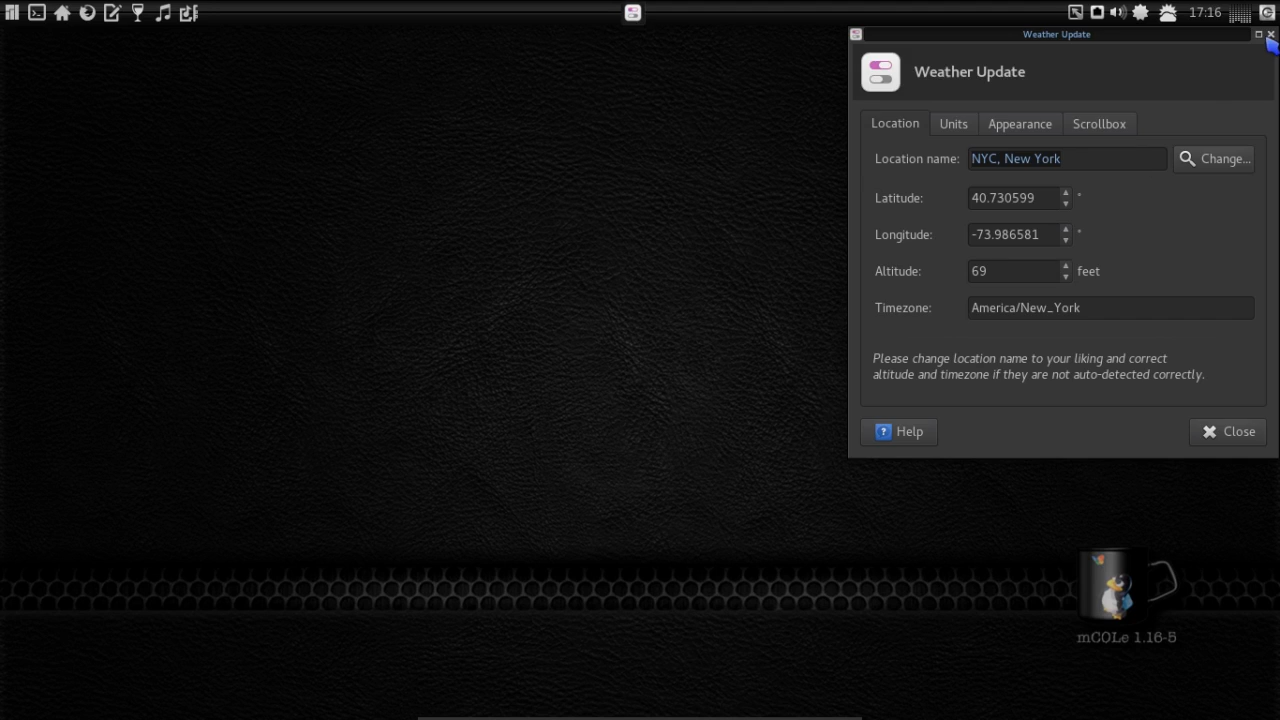 17:16
Weather Update
Weather Update
Location Units Appearance Scrollbox
Location name: NYC, New York Change...
Latitude: 40.730599 °
Longitude: -73.986581 °
Altitude: 69 feet
Timezone: America/New_York
Please change location name to your liking and correct
altitude and timezone if they are not auto-detected correctly.
? Help Close
mCOLe 1.16-5